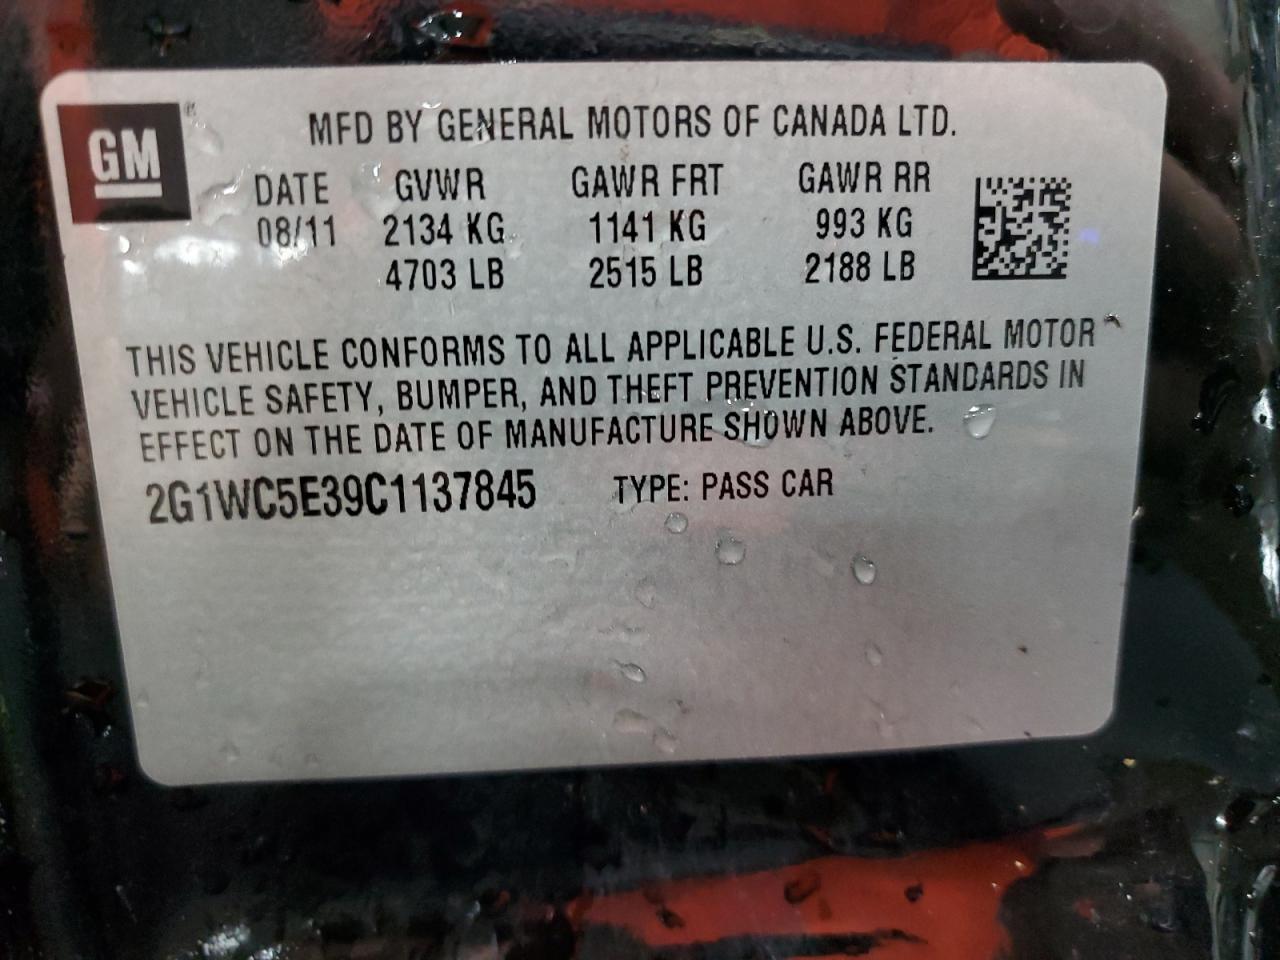 GM ®
MFD BY GENERAL MOTORS OF CANADA LTD.
DATE GVWR GAWR FRT GAWR RR
08/11 2134 KG 1141 KG 993 KG
4703 LB 2515 LB 2188 LB
THIS VEHICLE CONFORMS TO ALL APPLICABLE U.S. FEDERAL MOTOR
VEHICLE SAFETY, BUMPER, AND THEFT PREVENTION STANDARDS IN
EFFECT ON THE DATE OF MANUFACTURE SHOWN ABOVE.
2G1WC5E39C1137845 TYPE: PASS CAR